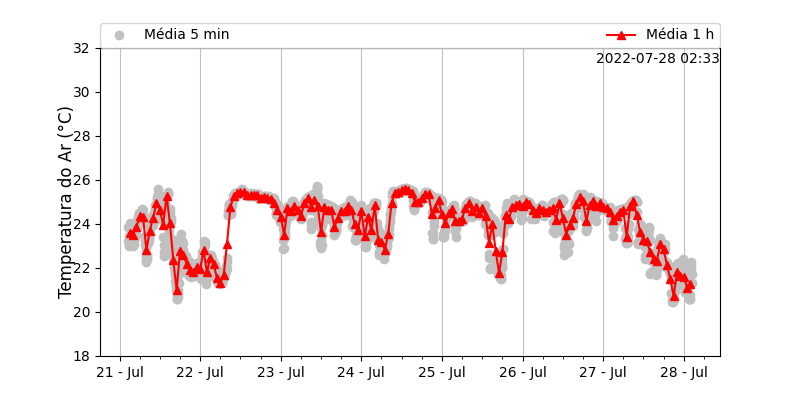 Média 5 min
Média 1 h
2022-07-28 02:33
Temperatura do Ar (°C)
32
30
28
26
24
22
20
18
21 - Jul
22 - Jul
23 - Jul
24 - Jul
25 - Jul
26 - Jul
27 - Jul
28 - Jul